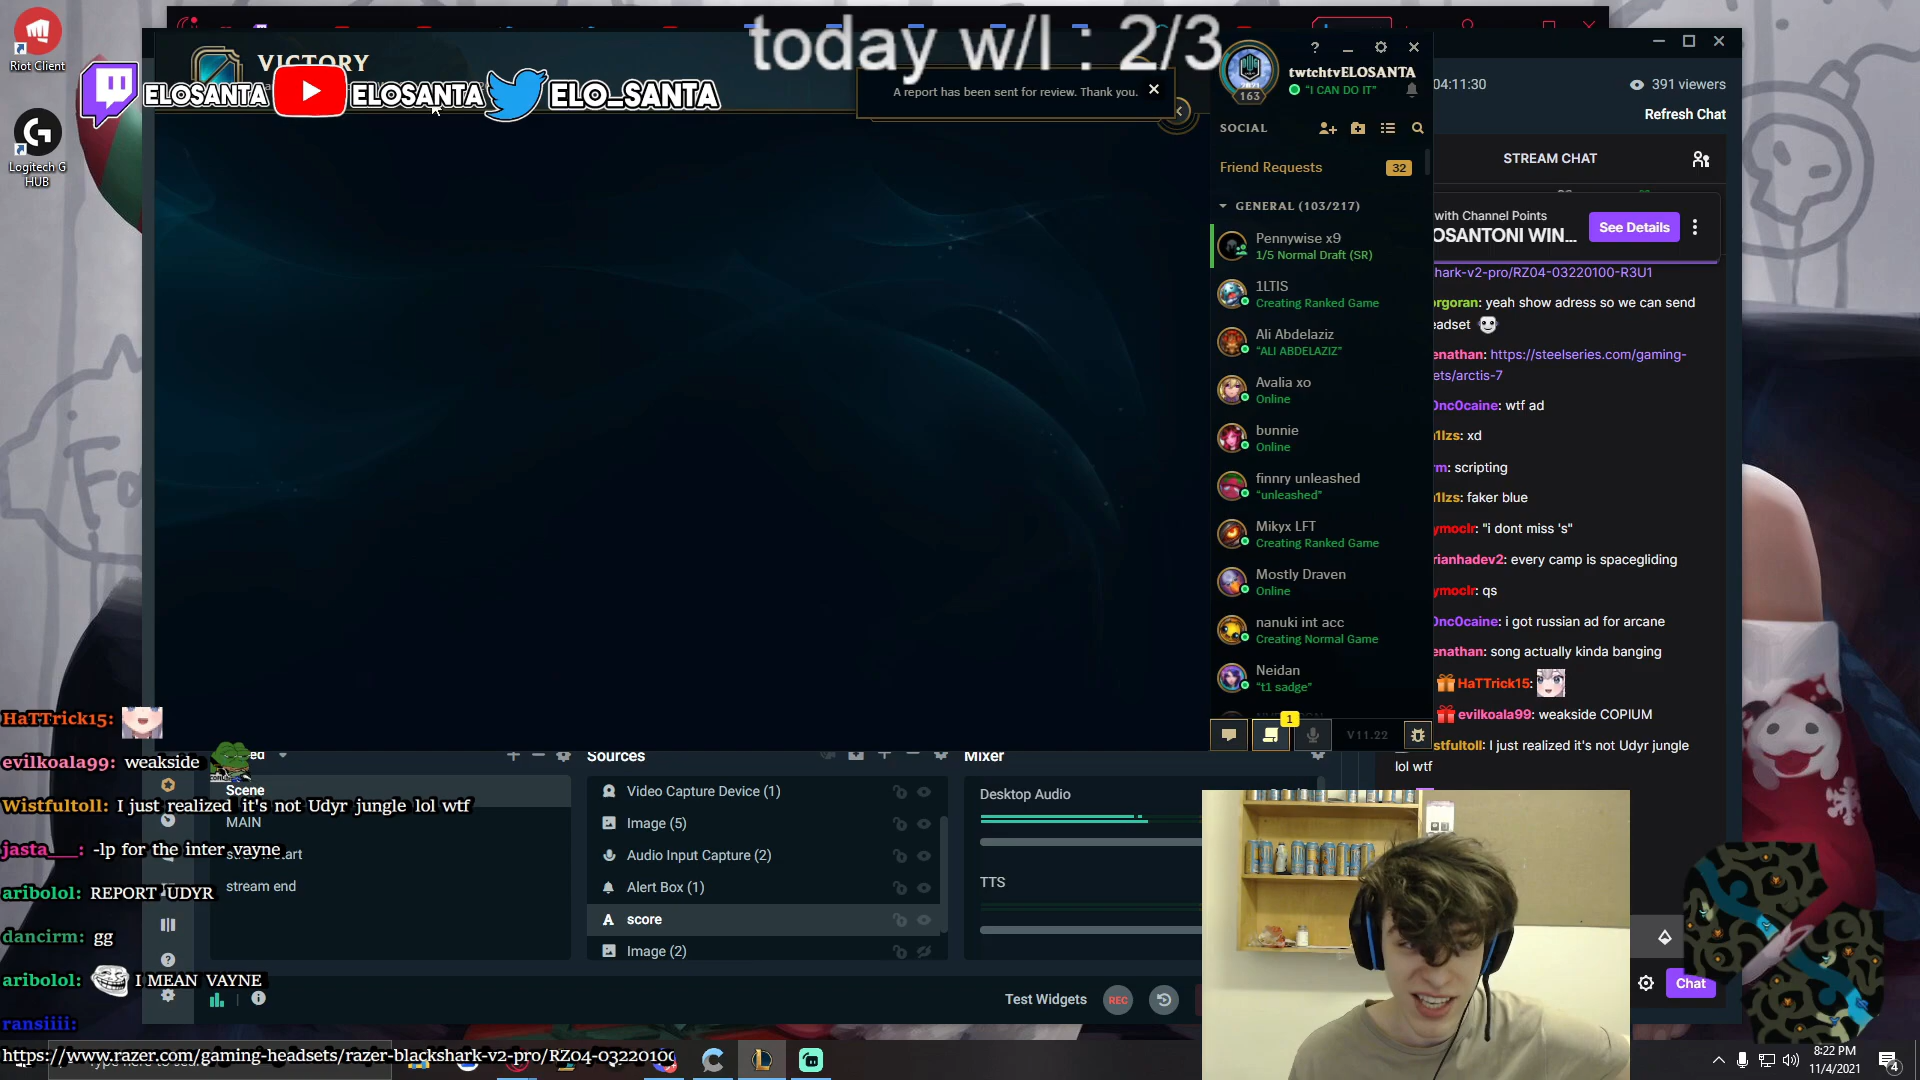 Riot Client
Logitech G
HUB
VICTORY
today w/l : 2/3
ELOSANTA
ELOSANTA
ELO_SANTA
A report has been sent for review. Thank you.
163
twtchtvELOSANTA
"I CAN DO IT"
SOCIAL
Friend Requests
32
GENERAL (103/217)
Pennywise x9
1/5 Normal Draft (SR)
1LTIS
Creating Ranked Game
Ali Abdelaziz
"ALI ABDELAZIZ"
Avalia xo
Online
bunnie
Online
finnry unleashed
"unleashed"
Mikyx LFT
Creating Ranked Game
Mostly Draven
Online
nanuki int acc
Creating Normal Game
Neidan
"t1 sadge"
1
V11.22
04:11:30
391 viewers
Refresh Chat
STREAM CHAT
with Channel Points
OSANTONI WIN...
See Details
hark-v2-pro/RZ04-03220100-R3U1
orgoran: yeah show adress so we can send
eadset
enathan: https://steelseries.com/gaming-
ets/arctis-7
0nc0caine: wtf ad
n1lzs: xd
rm: scripting
n1lzs: faker blue
ymoclr: "i dont miss 's"
rianhadev2: every camp is spacegliding
ymoclr: qs
0nc0caine: i got russian ad for arcane
enathan: song actually kinda banging
HaTTrick15:
evilkoala99: weakside COPIUM
stfultoll: I just realized it's not Udyr jungle
lol wtf
Chat
HaTTrick15:
evilkoala99: weakside
Wistfultoll: I just realized it's not Udyr jungle lol wtf
jasta___: -lp for the inter vayne
aribolol: REPORT UDYR
dancirm: gg
aribolol: I MEAN VAYNE
ransiiii:
https://www.razer.com/gaming-headsets/razer-blackshark-v2-pro/RZ04-03220100
Scene
MAIN
stream end
Sources
Video Capture Device (1)
Image (5)
Audio Input Capture (2)
Alert Box (1)
score
Image (2)
Mixer
Desktop Audio
TTS
Test Widgets
REC
8:22 PM
11/4/2021
4